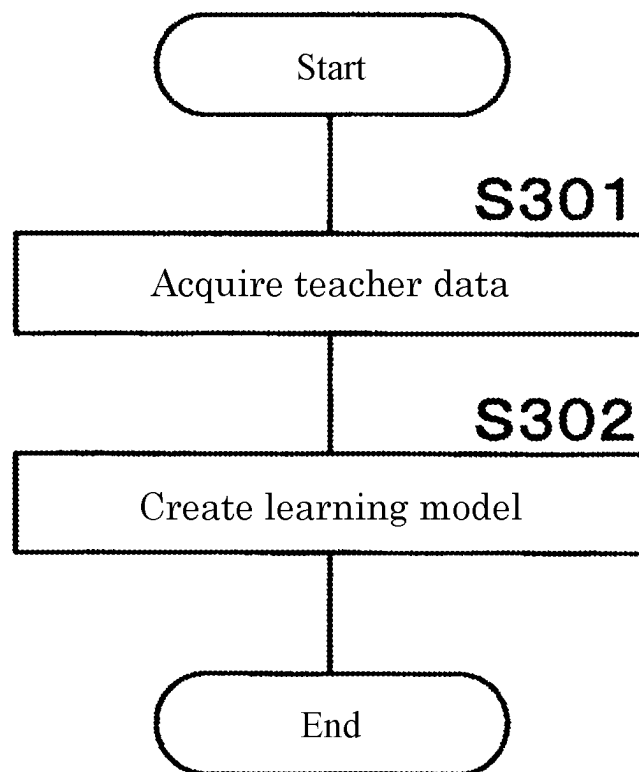 Start
S301
Acquire teacher data
S302
Create learning model
End